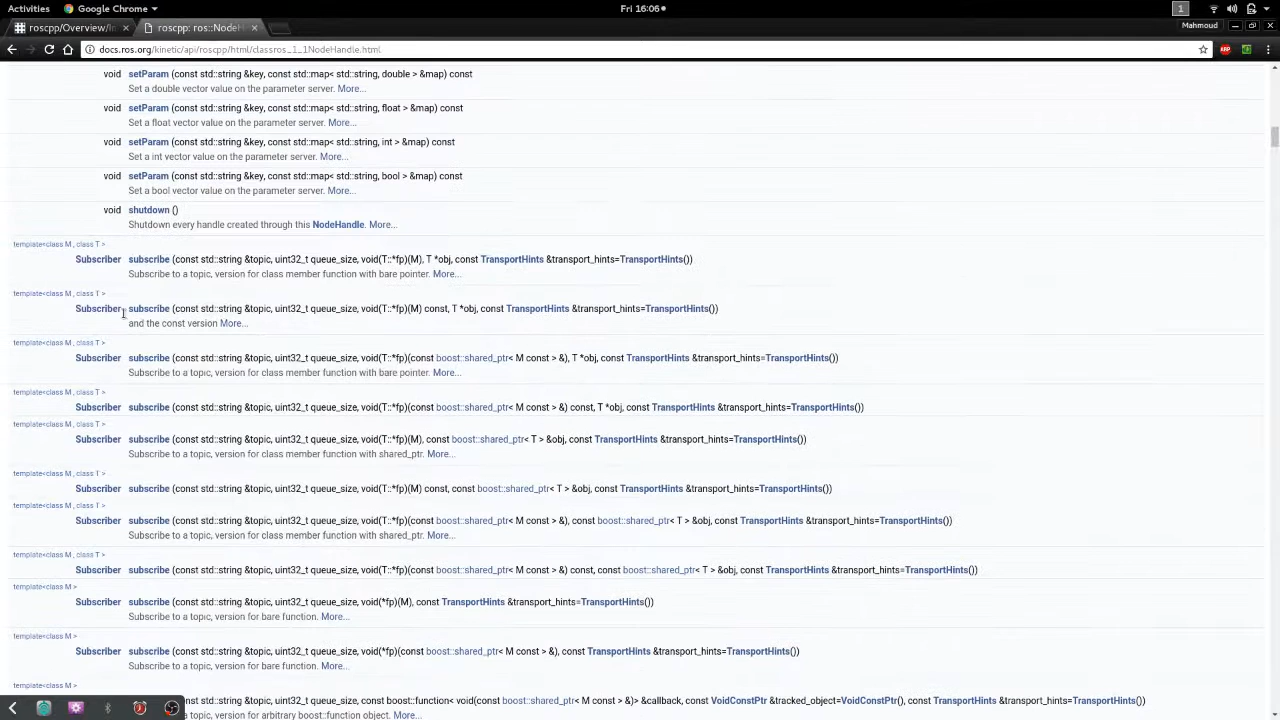 Activities Google Chrome Fri 16:06 1
roscpp/Overview/In roscpp: ros::NodeH Mahmoud
docs.ros.org/kinetic/api/roscpp/html/classros_1_1NodeHandle.html ABP
void setParam (const std::string &key, const std::map< std::string, double > &map) const
Set a double vector value on the parameter server. More...
void setParam (const std::string &key, const std::map< std::string, float > &map) const
Set a float vector value on the parameter server. More...
void setParam (const std::string &key, const std::map< std::string, int > &map) const
Set a int vector value on the parameter server. More...
void setParam (const std::string &key, const std::map< std::string, bool > &map) const
Set a bool vector value on the parameter server. More...
void shutdown ()
Shutdown every handle created through this NodeHandle. More...
template<class M , class T >
Subscriber subscribe (const std::string &topic, uint32_t queue_size, void(T::*fp)(M), T *obj, const TransportHints &transport_hints=TransportHints())
Subscribe to a topic, version for class member function with bare pointer. More...
template<class M , class T >
Subscriber subscribe (const std::string &topic, uint32_t queue_size, void(T::*fp)(M) const, T *obj, const TransportHints &transport_hints=TransportHints())
and the const version More...
template<class M , class T >
Subscriber subscribe (const std::string &topic, uint32_t queue_size, void(T::*fp)(const boost::shared_ptr< M const > &), T *obj, const TransportHints &transport_hints=TransportHints())
Subscribe to a topic, version for class member function with bare pointer. More...
template<class M , class T >
Subscriber subscribe (const std::string &topic, uint32_t queue_size, void(T::*fp)(const boost::shared_ptr< M const > &) const, T *obj, const TransportHints &transport_hints=TransportHints())
template<class M , class T >
Subscriber subscribe (const std::string &topic, uint32_t queue_size, void(T::*fp)(M), const boost::shared_ptr< T > &obj, const TransportHints &transport_hints=TransportHints())
Subscribe to a topic, version for class member function with shared_ptr. More...
template<class M , class T >
Subscriber subscribe (const std::string &topic, uint32_t queue_size, void(T::*fp)(M) const, const boost::shared_ptr< T > &obj, const TransportHints &transport_hints=TransportHints())
template<class M , class T >
Subscriber subscribe (const std::string &topic, uint32_t queue_size, void(T::*fp)(const boost::shared_ptr< M const > &), const boost::shared_ptr< T > &obj, const TransportHints &transport_hints=TransportHints())
Subscribe to a topic, version for class member function with shared_ptr. More...
template<class M , class T >
Subscriber subscribe (const std::string &topic, uint32_t queue_size, void(T::*fp)(const boost::shared_ptr< M const > &) const, const boost::shared_ptr< T > &obj, const TransportHints &transport_hints=TransportHints())
template<class M >
Subscriber subscribe (const std::string &topic, uint32_t queue_size, void(*fp)(M), const TransportHints &transport_hints=TransportHints())
Subscribe to a topic, version for bare function. More...
template<class M >
Subscriber subscribe (const std::string &topic, uint32_t queue_size, void(*fp)(const boost::shared_ptr< M const > &), const TransportHints &transport_hints=TransportHints())
Subscribe to a topic, version for bare function. More...
template<class M >
(const std::string &topic, uint32_t queue_size, const boost::function< void(const boost::shared_ptr< M const > &)> &callback, const VoidConstPtr &tracked_object=VoidConstPtr(), const TransportHints &transport_hints=TransportHints())
a topic, version for arbitrary boost::function object. More...